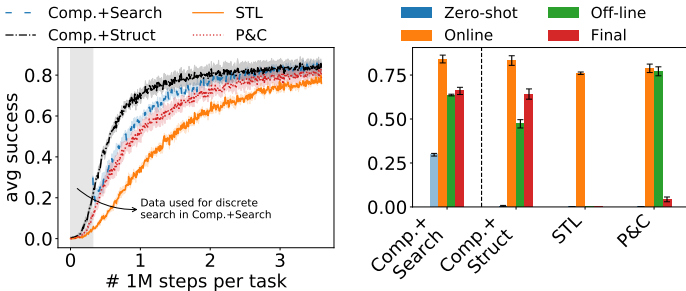 Comp.+Search
STL
Comp.+Struct
P&C
avg success
0.8
0.6
0.4
0.2
0.0
Data used for discrete
search in Comp.+Search
0
1
2
3
# 1M steps per task
Zero-shot
Off-line
Online
Final
0.75
0.50
0.25
0.00
Comp.+
Search
Comp.+
Struct
STL
P&C